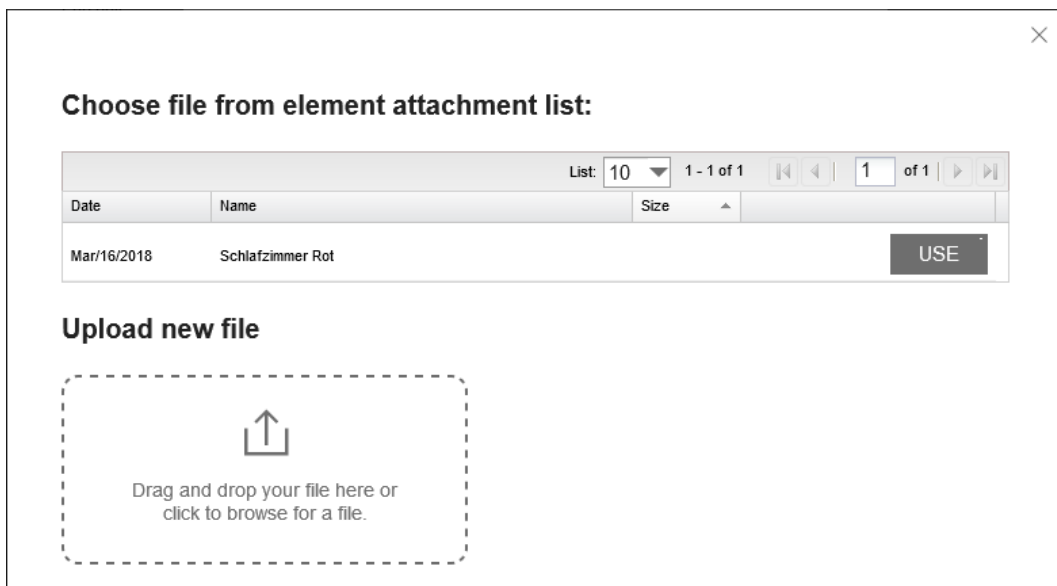 Choose file from element attachment list:
List: 10 1 - 1 of 1 1 of 1
Date Name Size
Mar/16/2018 Schlafzimmer Rot USE
Upload new file
Drag and drop your file here or
click to browse for a file.